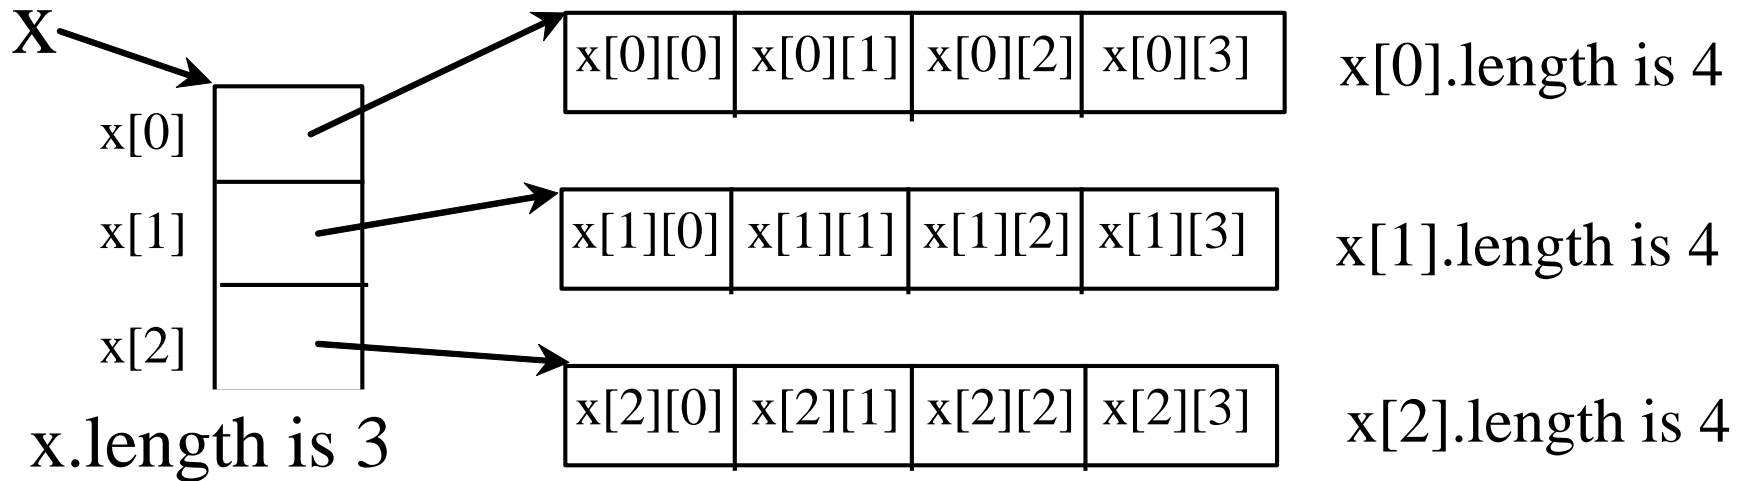 x
x[0][0] x[0][1] x[0][2] x[0][3] x[0].length is 4
x[0]
x[1] x[1][0] x[1][1] x[1][2] x[1][3] x[1].length is 4
x[2]
x[2][0] x[2][1] x[2][2] x[2][3] x[2].length is 4
x.length is 3